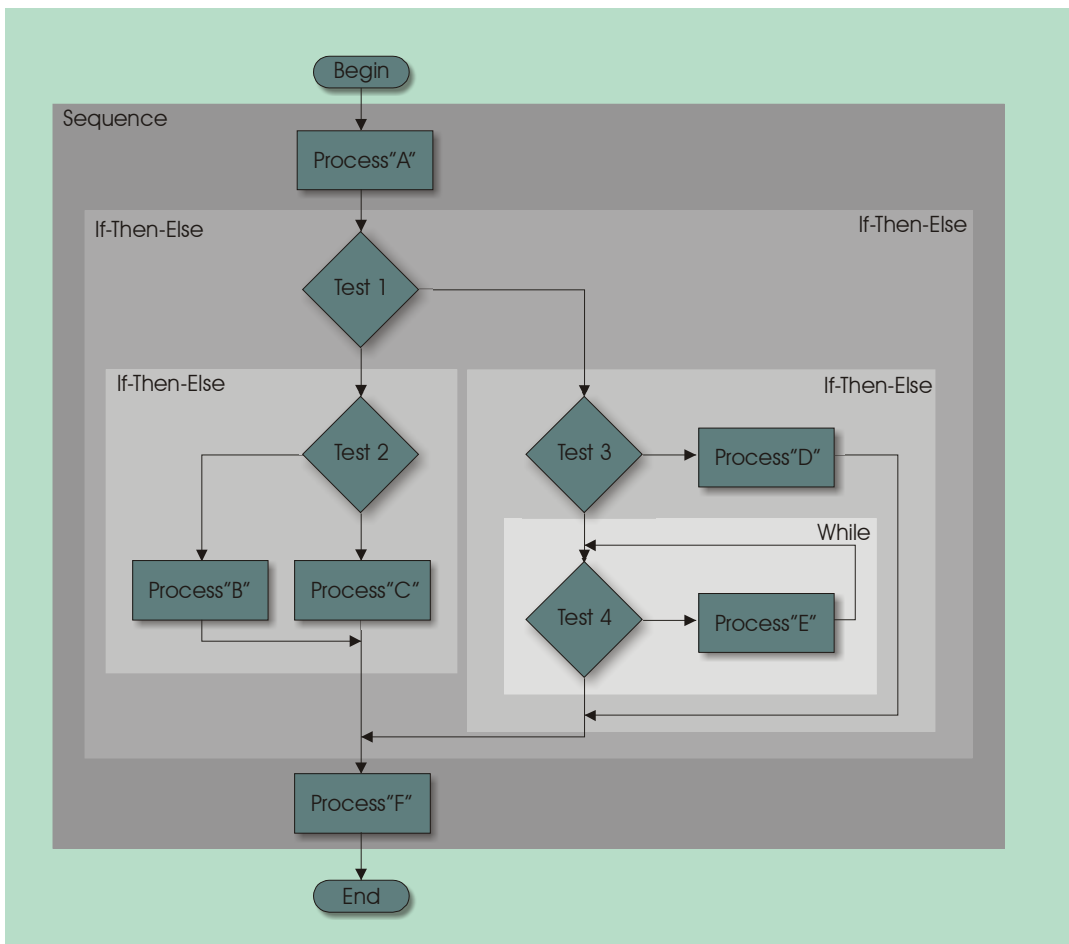 Begin
Sequence
Process"A"
If-Then-Else
If-Then-Else
Test 1
If-Then-Else
If-Then-Else
Test 2
Test 3
Process"D"
While
Process"B"
Process"C"
Test 4
Process"E"
Process"F"
End